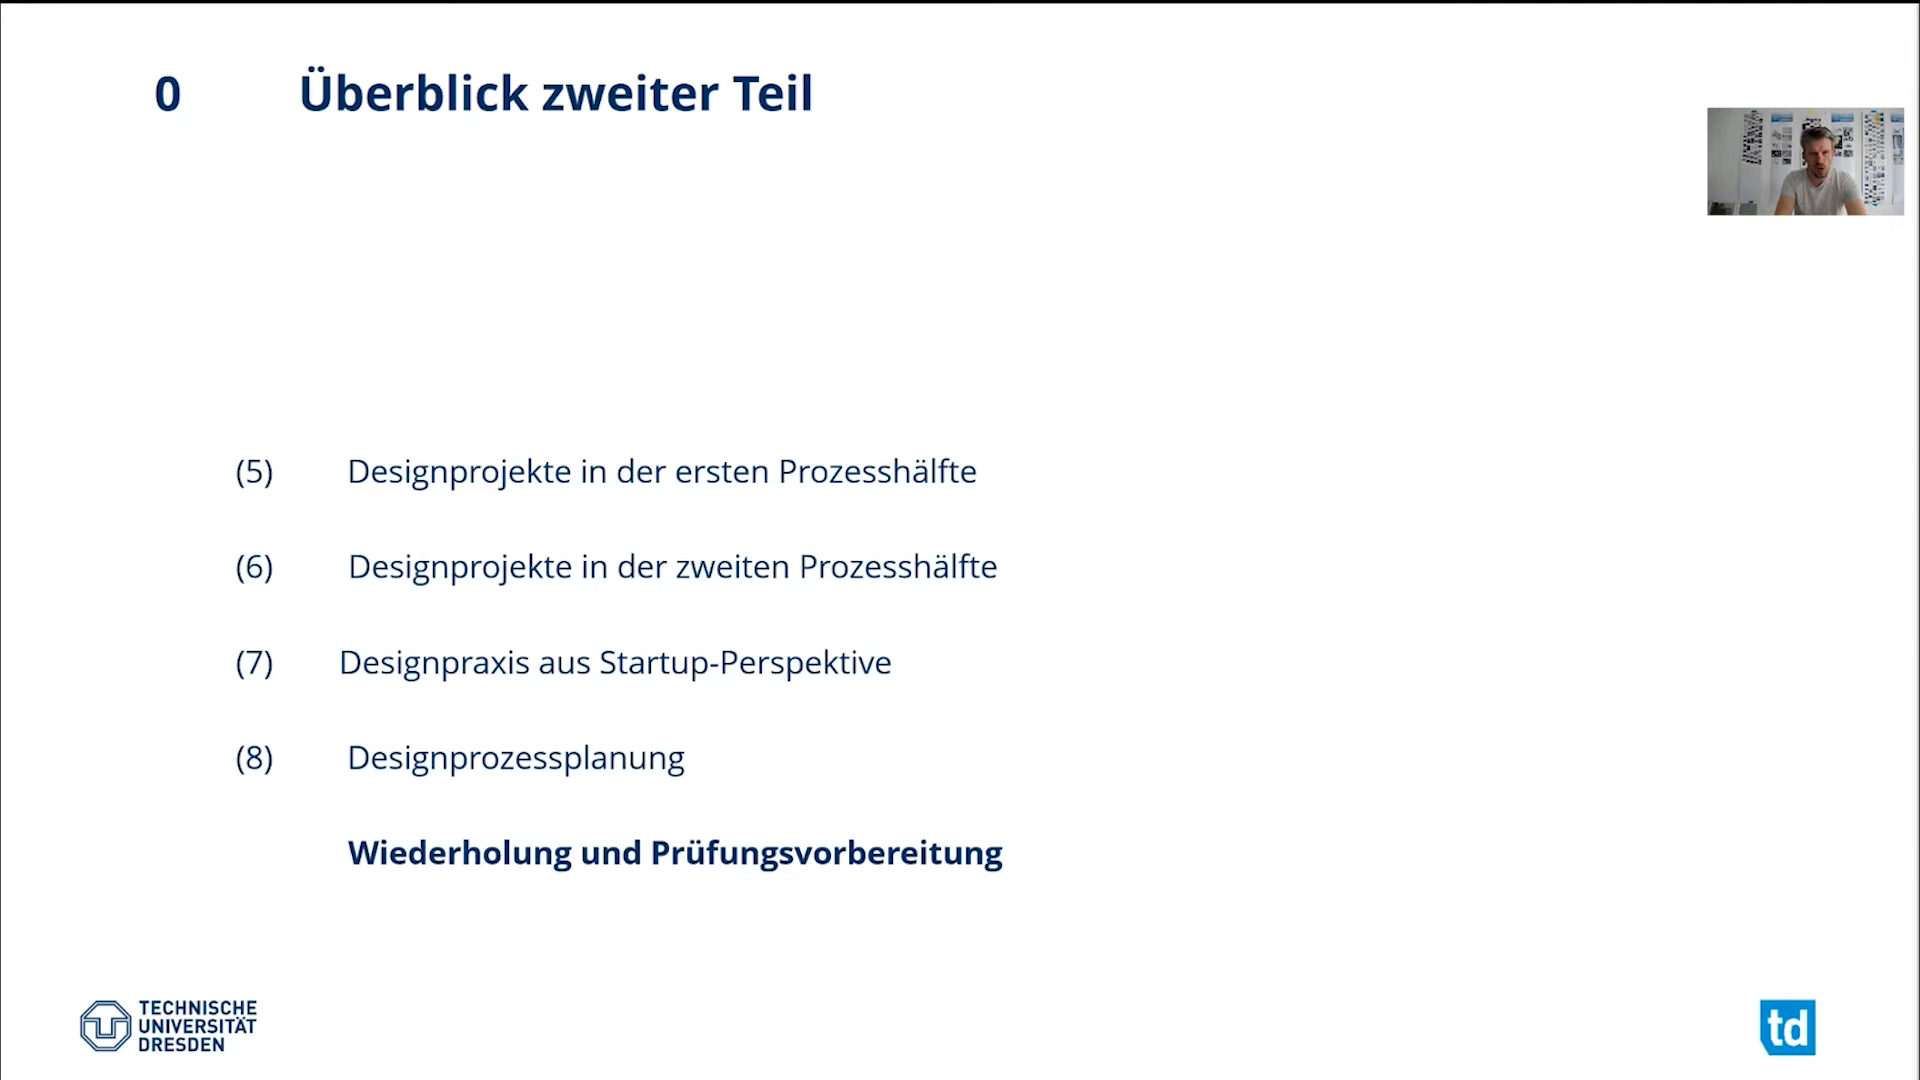 0 Überblick zweiter Teil
(5) Designprojekte in der ersten Prozesshälfte
(6) Designprojekte in der zweiten Prozesshälfte
(7) Designpraxis aus Startup-Perspektive
(8) Designprozessplanung
Wiederholung und Prüfungsvorbereitung
TECHNISCHE
UNIVERSITÄT
DRESDEN
td